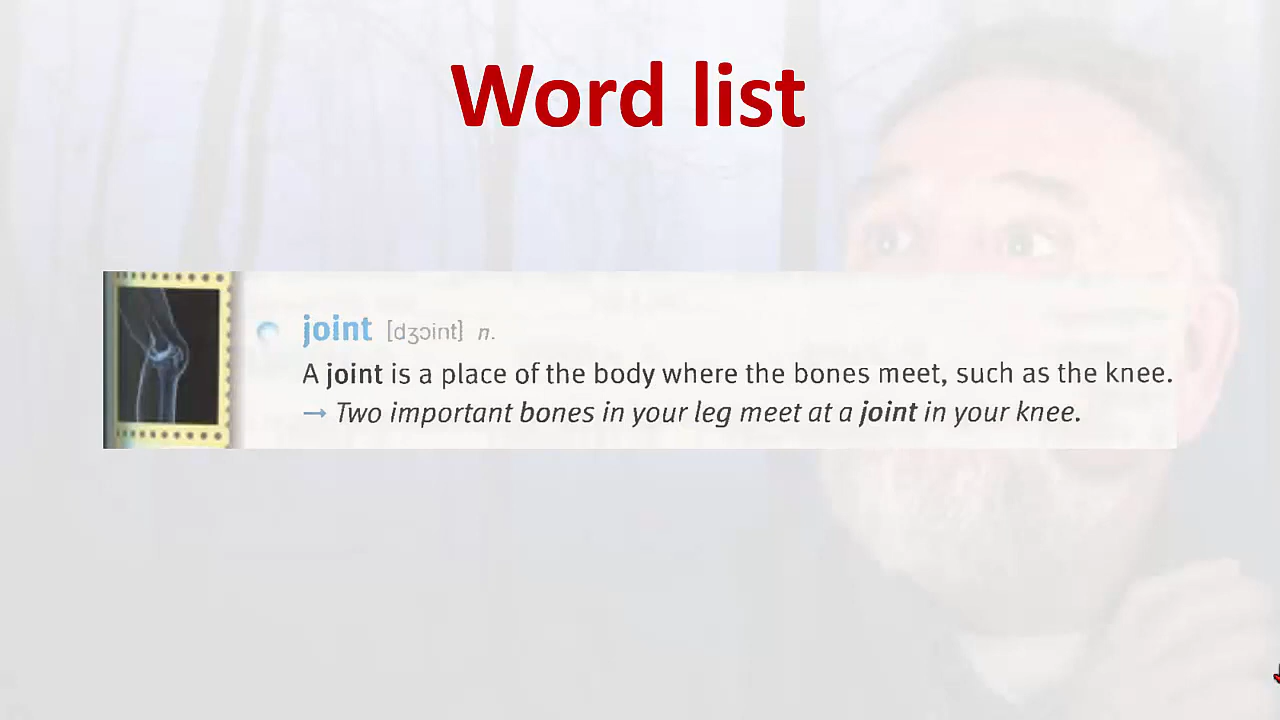 Word list
joint [dʒɔint] n.
A joint is a place of the body where the bones meet, such as the knee.
→ Two important bones in your leg meet at a joint in your knee.